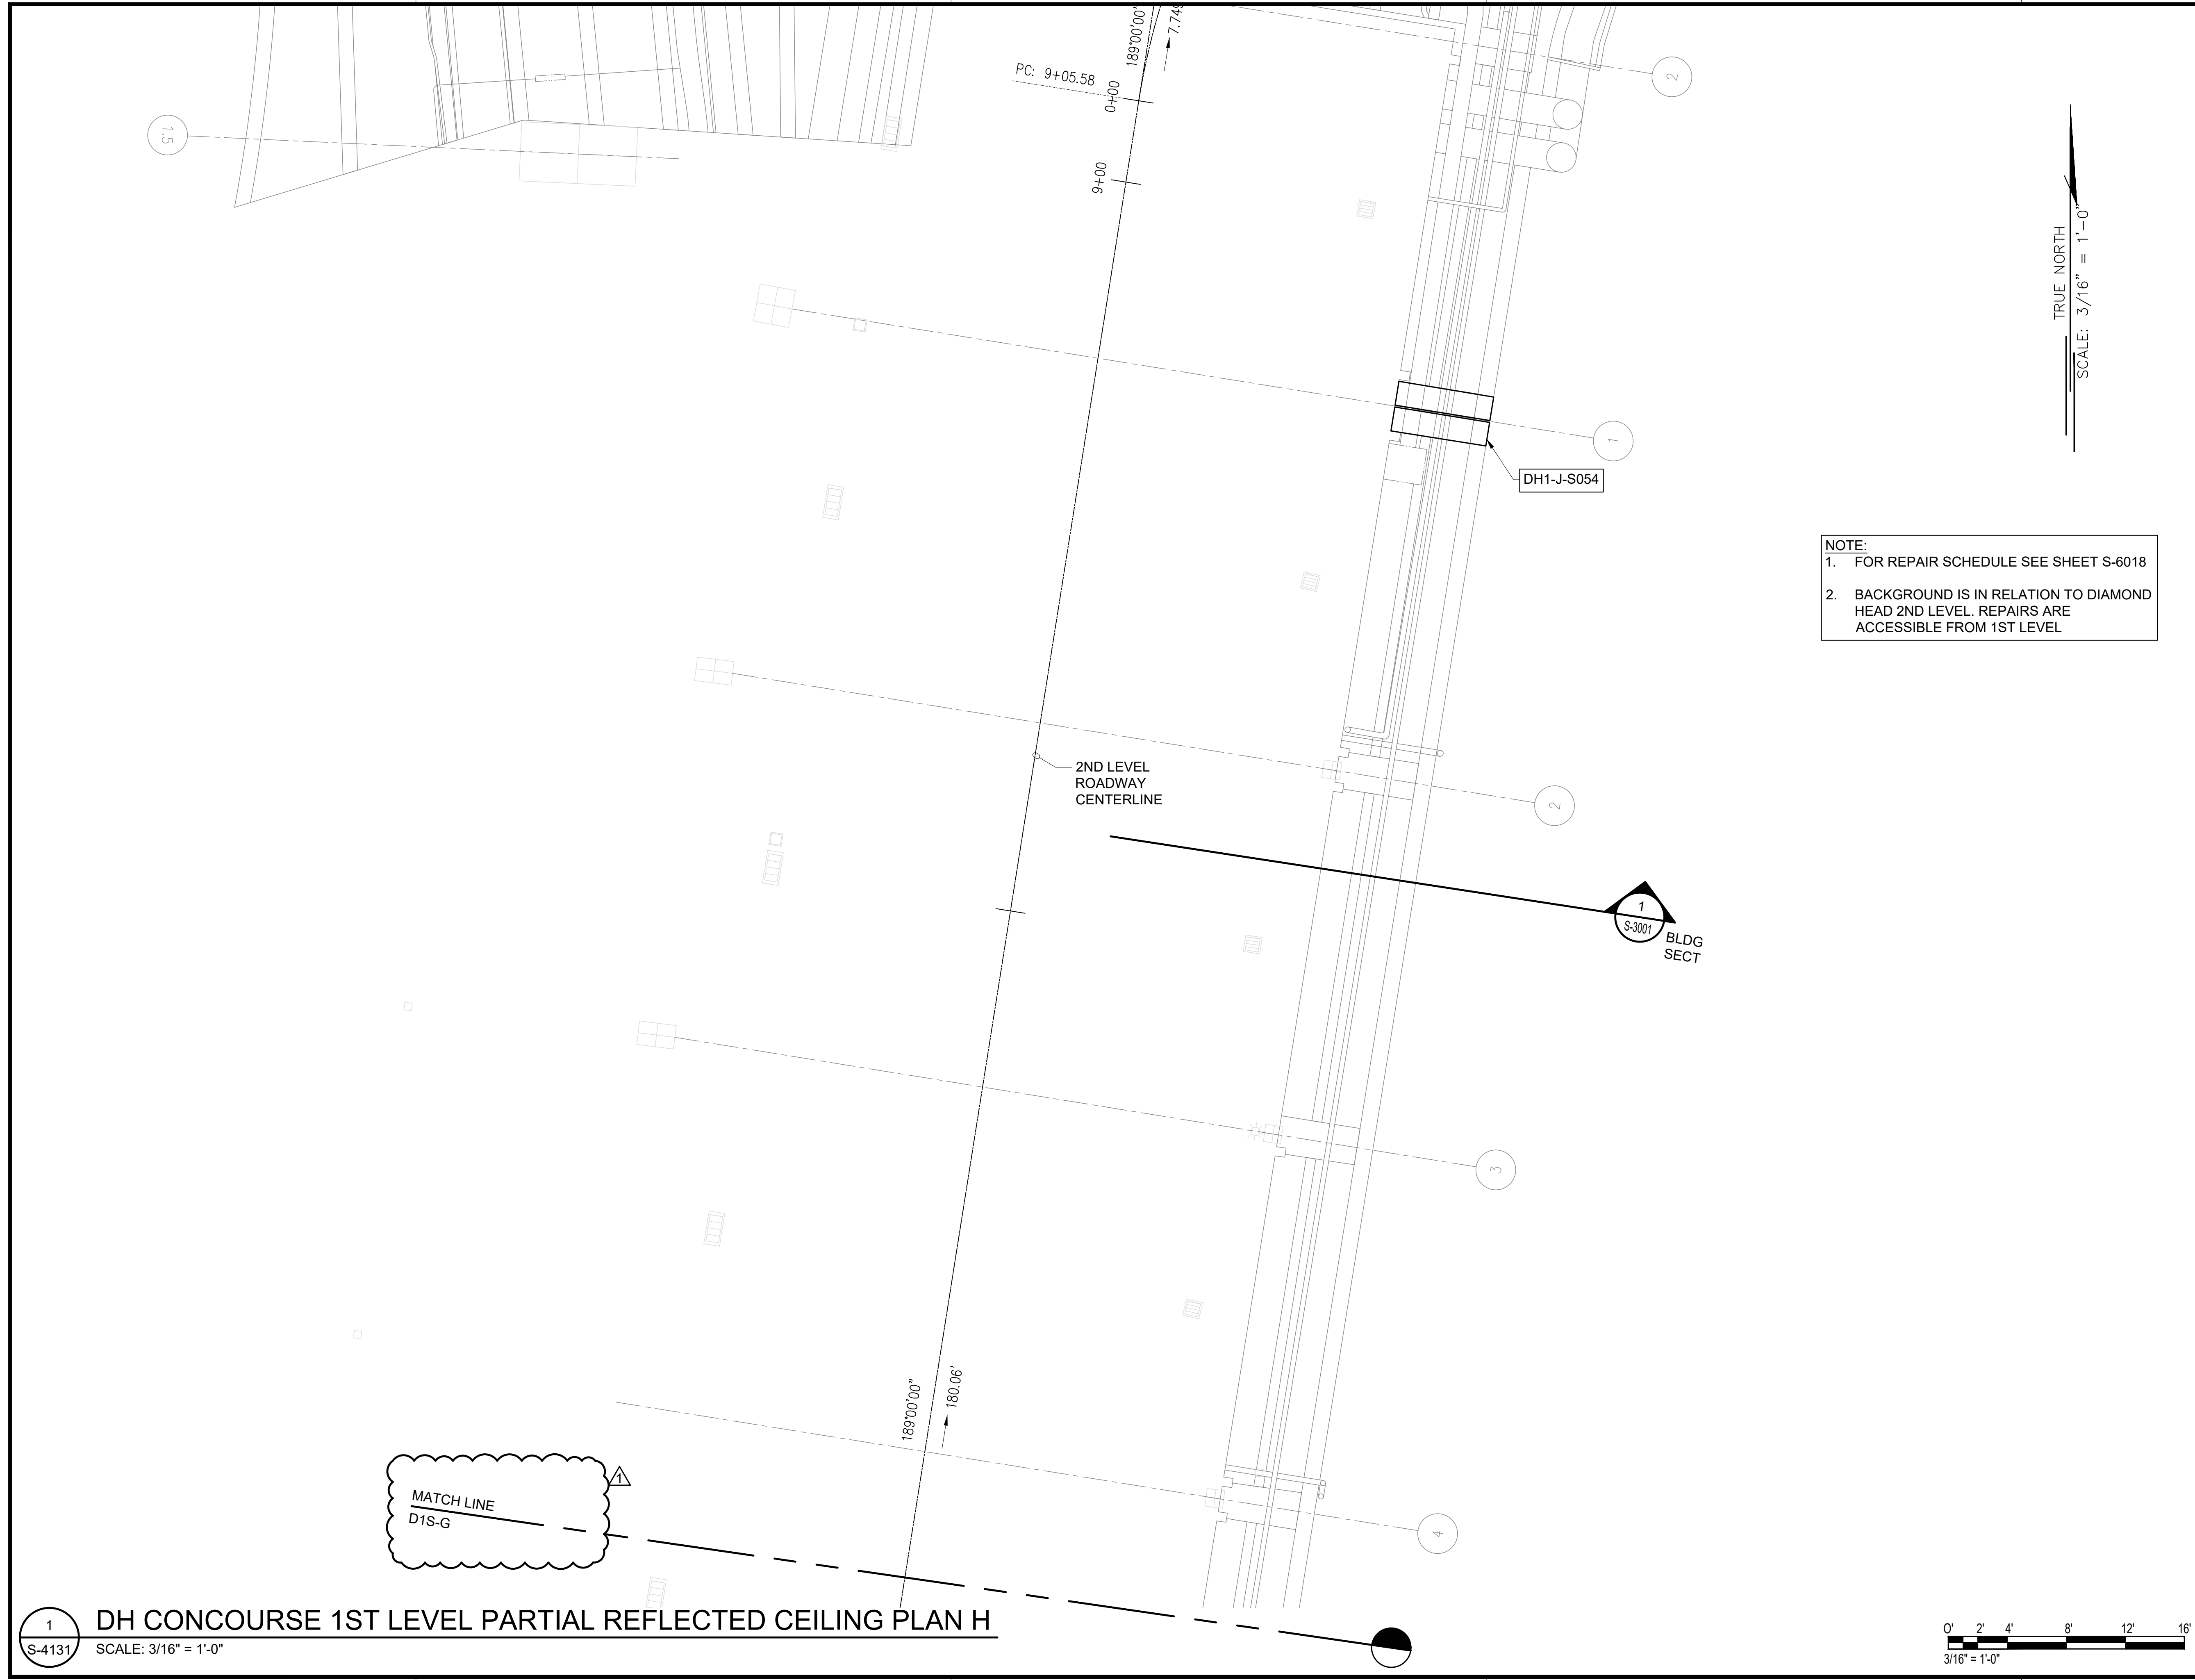 189°00'00"
7.749
PC: 9+05.58
0+00
9+00
2
1.5
TRUE NORTH
SCALE: 3/16" = 1'-0"
1
DH1-J-S054
NOTE:
1. FOR REPAIR SCHEDULE SEE SHEET S-6018
2. BACKGROUND IS IN RELATION TO DIAMOND
HEAD 2ND LEVEL. REPAIRS ARE
ACCESSIBLE FROM 1ST LEVEL
2ND LEVEL
ROADWAY
CENTERLINE
2
1
S-3001
BLDG
SECT
3
189°00'00"
180.06'
1
MATCH LINE
D1S-G
4
1
S-4131
DH CONCOURSE 1ST LEVEL PARTIAL REFLECTED CEILING PLAN H
SCALE: 3/16" = 1'-0"
0' 2' 4' 8' 12' 16'
3/16" = 1'-0"